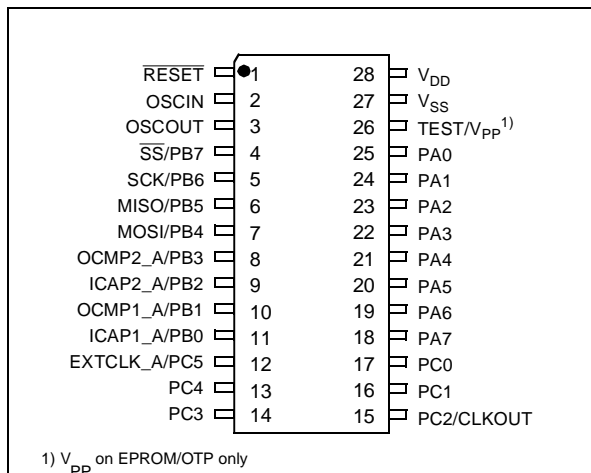 RESET 1 28 VDD
OSCIN 2 27 VSS
OSCOUT 3 26 TEST/VPP1)
SS/PB7 4 25 PA0
SCK/PB6 5 24 PA1
MISO/PB5 6 23 PA2
MOSI/PB4 7 22 PA3
OCMP2_A/PB3 8 21 PA4
ICAP2_A/PB2 9 20 PA5
OCMP1_A/PB1 10 19 PA6
ICAP1_A/PB0 11 18 PA7
EXTCLK_A/PC5 12 17 PC0
PC4 13 16 PC1
PC3 14 15 PC2/CLKOUT
1) VPP on EPROM/OTP only